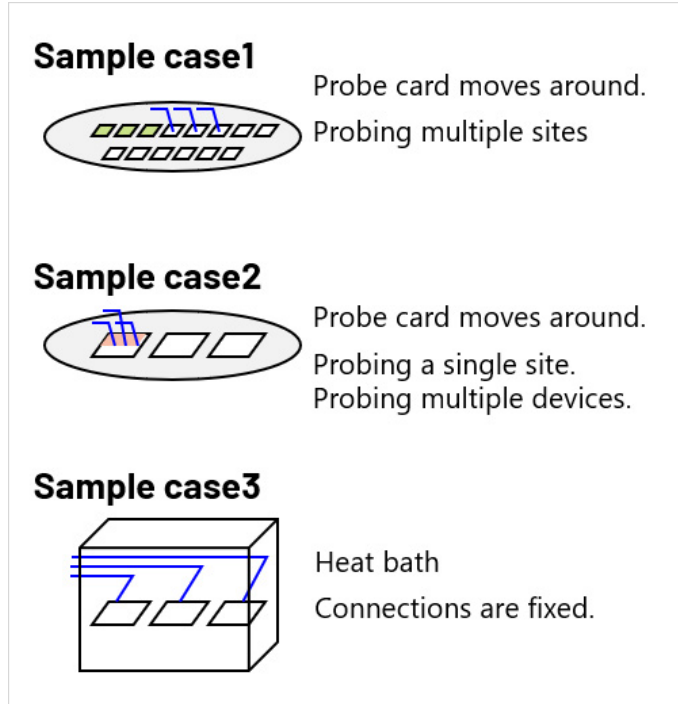 Sample case1
Probe card moves around.
Probing multiple sites
Sample case2
Probe card moves around.
Probing a single site.
Probing multiple devices.
Sample case3
Heat bath
Connections are fixed.